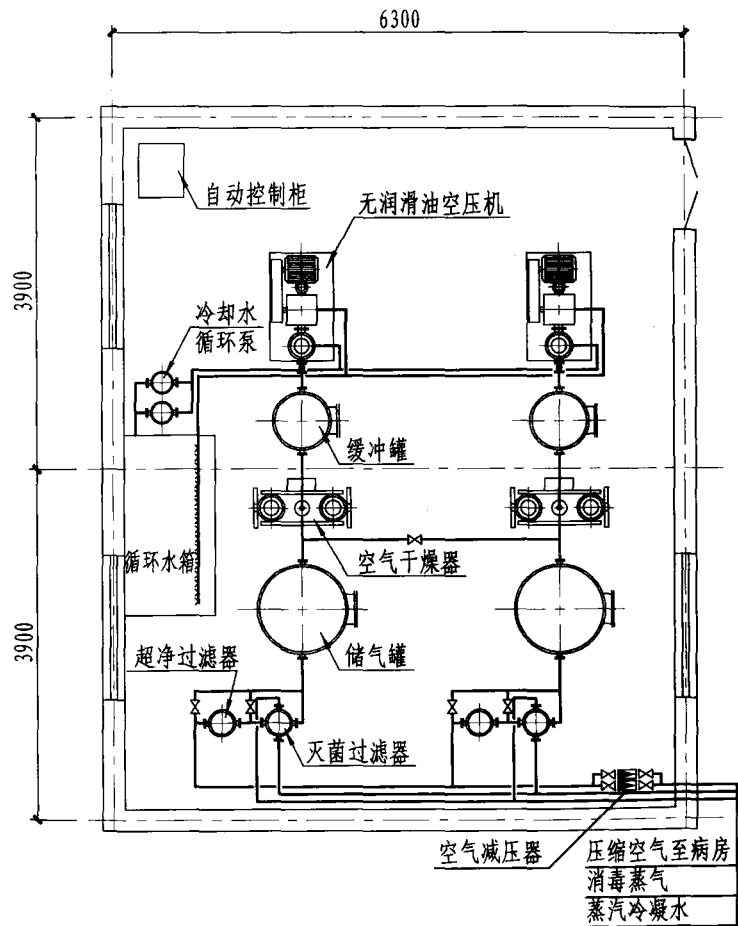 6300
自动控制柜
无润滑油空压机
3900
冷却水
循环泵
缓冲罐
循环水箱
空气干燥器
3900
超净过滤器
储气罐
灭菌过滤器
空气减压器
压缩空气至病房
消毒蒸气
蒸汽冷凝水